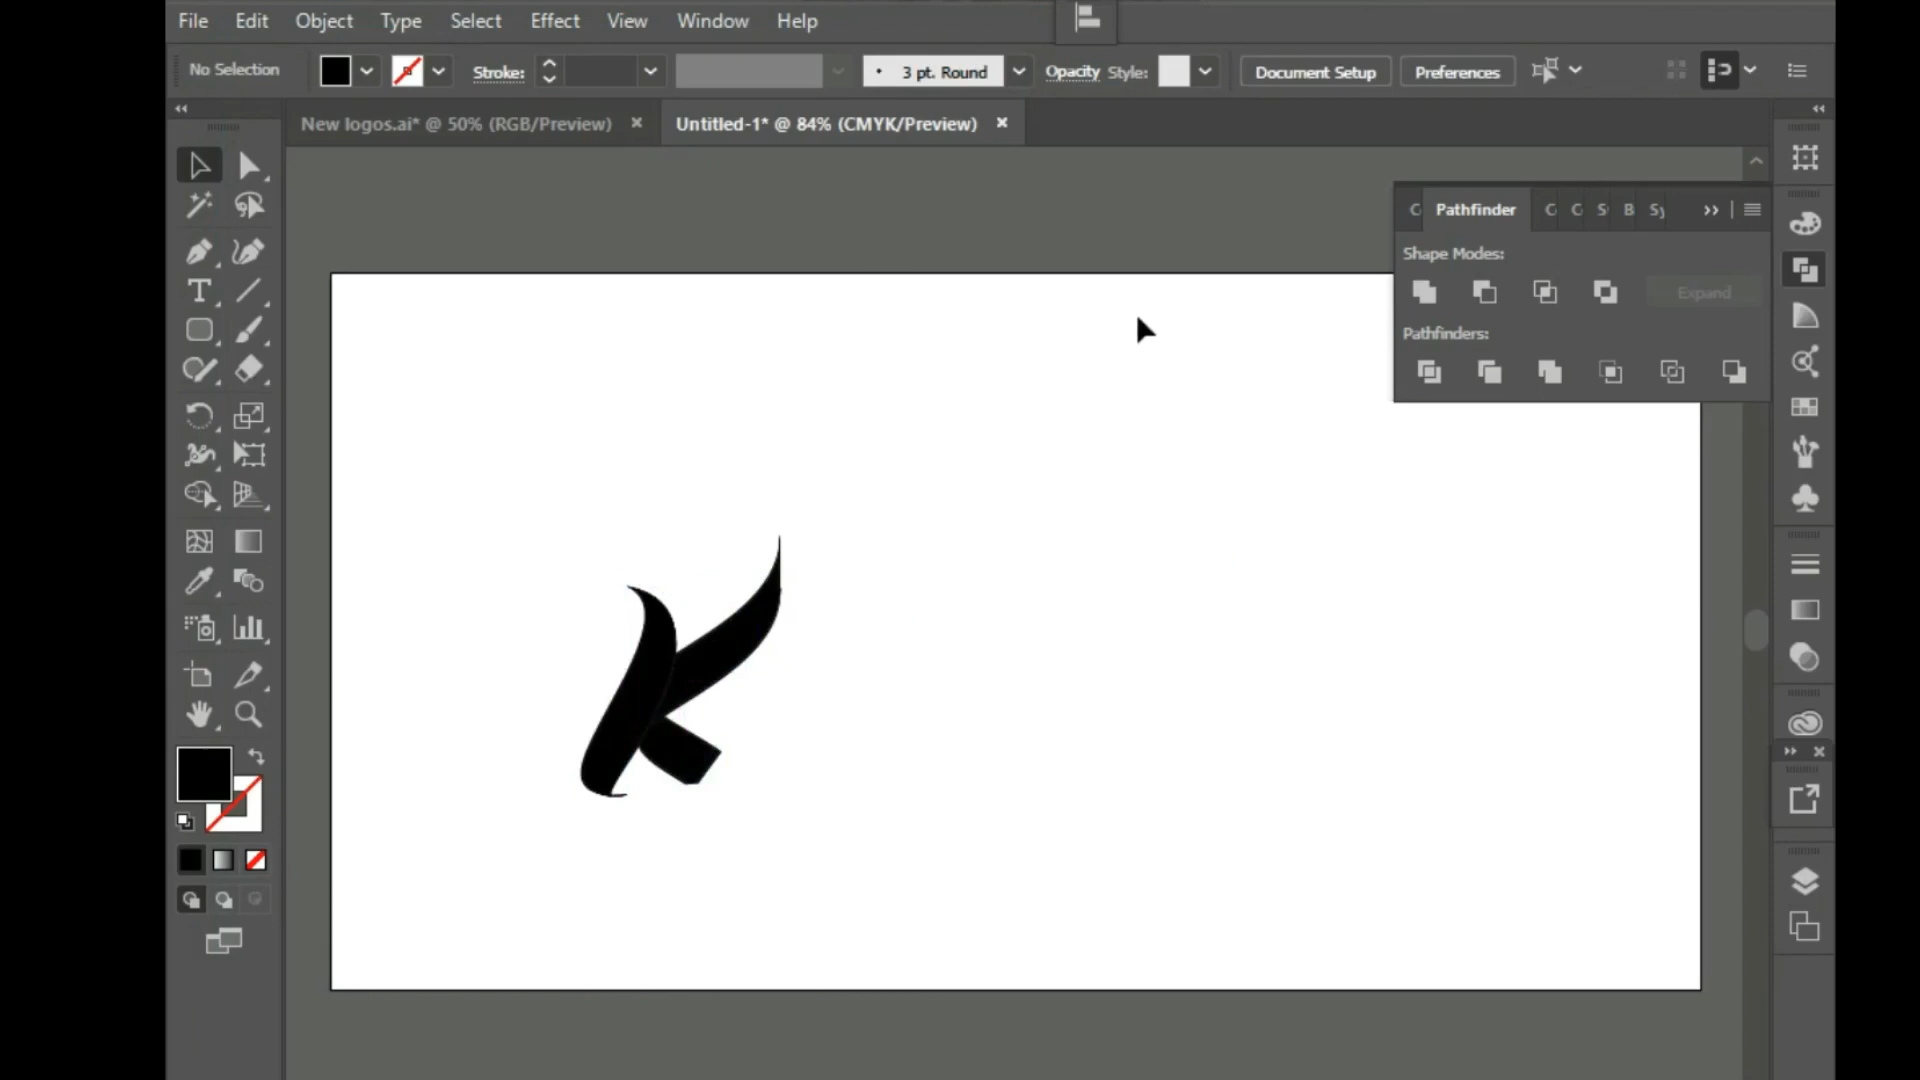 File Edit Object Type Select Effect View Window Help
No Selection Stroke: 3 pt. Round Opacity Style: Document Setup Preferences
New logos.ai* @ 50% (RGB/Preview) × Untitled-1* @ 84% (CMYK/Preview) ×
Pathfinder
Shape Modes:
Expand
Pathfinders:
K